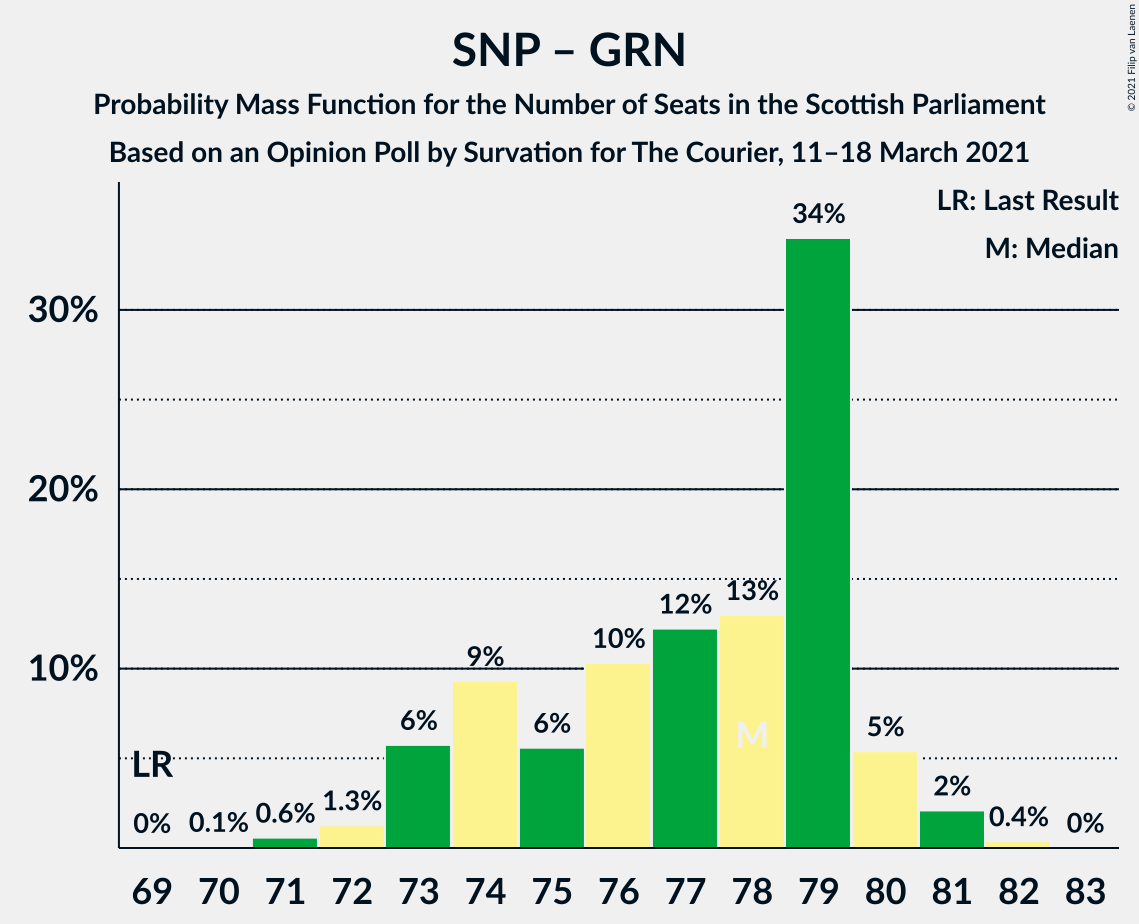 SNP – GRN
Probability Mass Function for the Number of Seats in the Scottish Parliament
Based on an Opinion Poll by Survation for The Courier, 11–18 March 2021
© 2021 Filip van Laenen
LR: Last Result
M: Median
34%
30%
20%
13%
12%
10%
9%
10%
6%
6%
M
5%
LR
2%
0%
0.1%
0.6%
1.3%
0.4%
0%
69 70 71 72 73 74 75 76 77 78 79 80 81 82 83